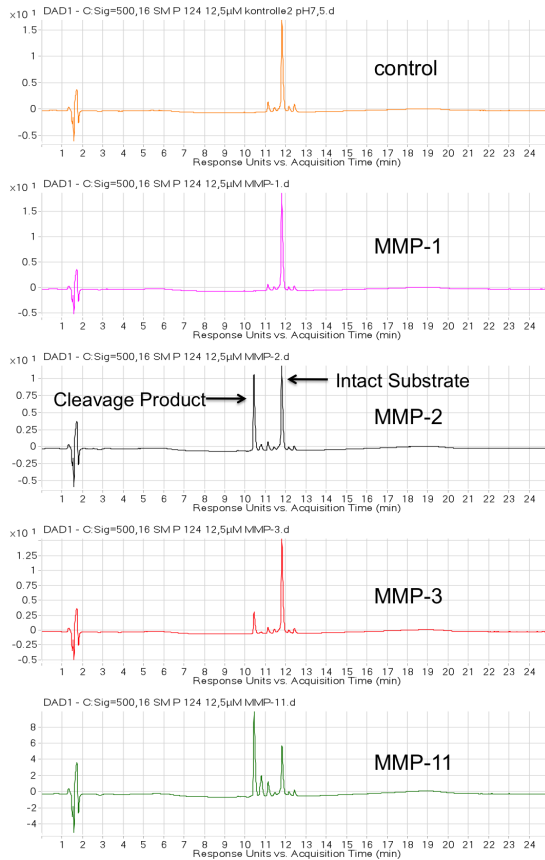 DAD1 - C:Sig=500,16 SM P 124 12,5µM kontrolle2 pH7,5.d
×10 1
1.5
1
0.5
0
-0.5
control
1 2 3 4 5 6 7 8 9 10 11 12 13 14 15 16 17 18 19 20 21 22 23 24
Response Units vs. Acquisition Time (min)
DAD1 - C:Sig=500,16 SM P 124 12,5µM MMP-1.d
×10 1
1.5
1
0.5
0
-0.5
MMP-1
1 2 3 4 5 6 7 8 9 10 11 12 13 14 15 16 17 18 19 20 21 22 23 24
Response Units vs. Acquisition Time (min)
DAD1 - C:Sig=500,16 SM P 124 12,5µM MMP-2.d
×10 1
1
0.75
0.5
0.25
0
-0.25
-0.5
Intact Substrate
Cleavage Product
MMP-2
1 2 3 4 5 6 7 8 9 10 11 12 13 14 15 16 17 18 19 20 21 22 23 24
Response Units vs. Acquisition Time (min)
DAD1 - C:Sig=500,16 SM P 124 12,5µM MMP-3.d
×10 1
1.25
1
0.75
0.5
0.25
0
-0.25
-0.5
MMP-3
1 2 3 4 5 6 7 8 9 10 11 12 13 14 15 16 17 18 19 20 21 22 23 24
Response Units vs. Acquisition Time (min)
DAD1 - C:Sig=500,16 SM P 124 12,5µM MMP-11.d
8
6
4
2
0
-2
-4
MMP-11
1 2 3 4 5 6 7 8 9 10 11 12 13 14 15 16 17 18 19 20 21 22 23 24
Response Units vs. Acquisition Time (min)